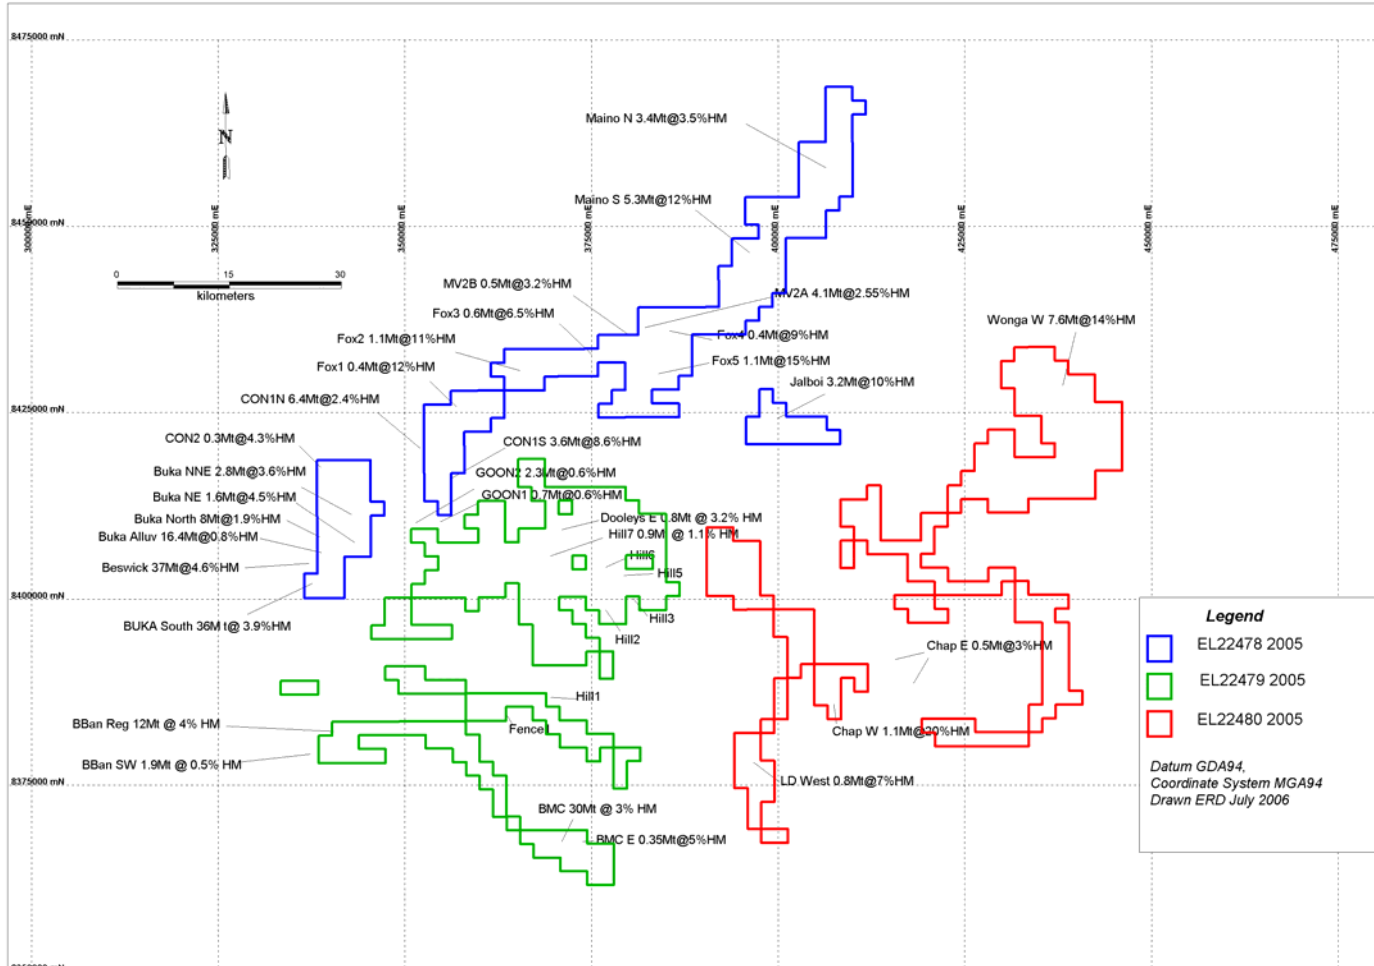 8475000 mN
Maino N 3.4Mt@3.5%HM
N
Maino S 5.3Mt@12%HM
8450000 mN
300000 mE
325000 mE
350000 mE
375000 mE
400000 mE
425000 mE
450000 mE
475000 mE
0 15 30
kilometers
MV2B 0.5Mt@3.2%HM
MV2A 4.1Mt@2.55%HM
Fox3 0.6Mt@6.5%HM
Wonga W 7.6Mt@14%HM
Fox2 1.1Mt@11%HM
Fox4 0.4Mt@9%HM
Fox1 0.4Mt@12%HM
Fox5 1.1Mt@15%HM
Jalboi 3.2Mt@10%HM
CON1N 6.4Mt@2.4%HM
8425000 mN
CON2 0.3Mt@4.3%HM
CON1S 3.6Mt@8.6%HM
Buka NNE 2.8Mt@3.6%HM
GOON2 2.3Mt@0.6%HM
Buka NE 1.6Mt@4.5%HM
GOON1 0.7Mt@0.6%HM
Buka North 8Mt@1.9%HM
Dooleys E 0.8Mt @ 3.2% HM
Buka Alluv 16.4Mt@0.8%HM
Hill7 0.9Mt @ 1.1% HM
Hill6
Beswick 37Mt@4.6%HM
Hill5
8400000 mN
BUKA South 36Mt@ 3.9%HM
Hill3
Hill2
Chap E 0.5Mt@3%HM
Hill1
BBan Reg 12Mt @ 4% HM
Fence1
Chap W 1.1Mt@20%HM
BBan SW 1.9Mt @ 0.5% HM
8375000 mN
LD West 0.8Mt@7%HM
BMC 30Mt @ 3% HM
BMC E 0.35Mt@5%HM
Legend
EL22478 2005
EL22479 2005
EL22480 2005
Datum GDA94,
Coordinate System MGA94
Drawn ERD July 2006